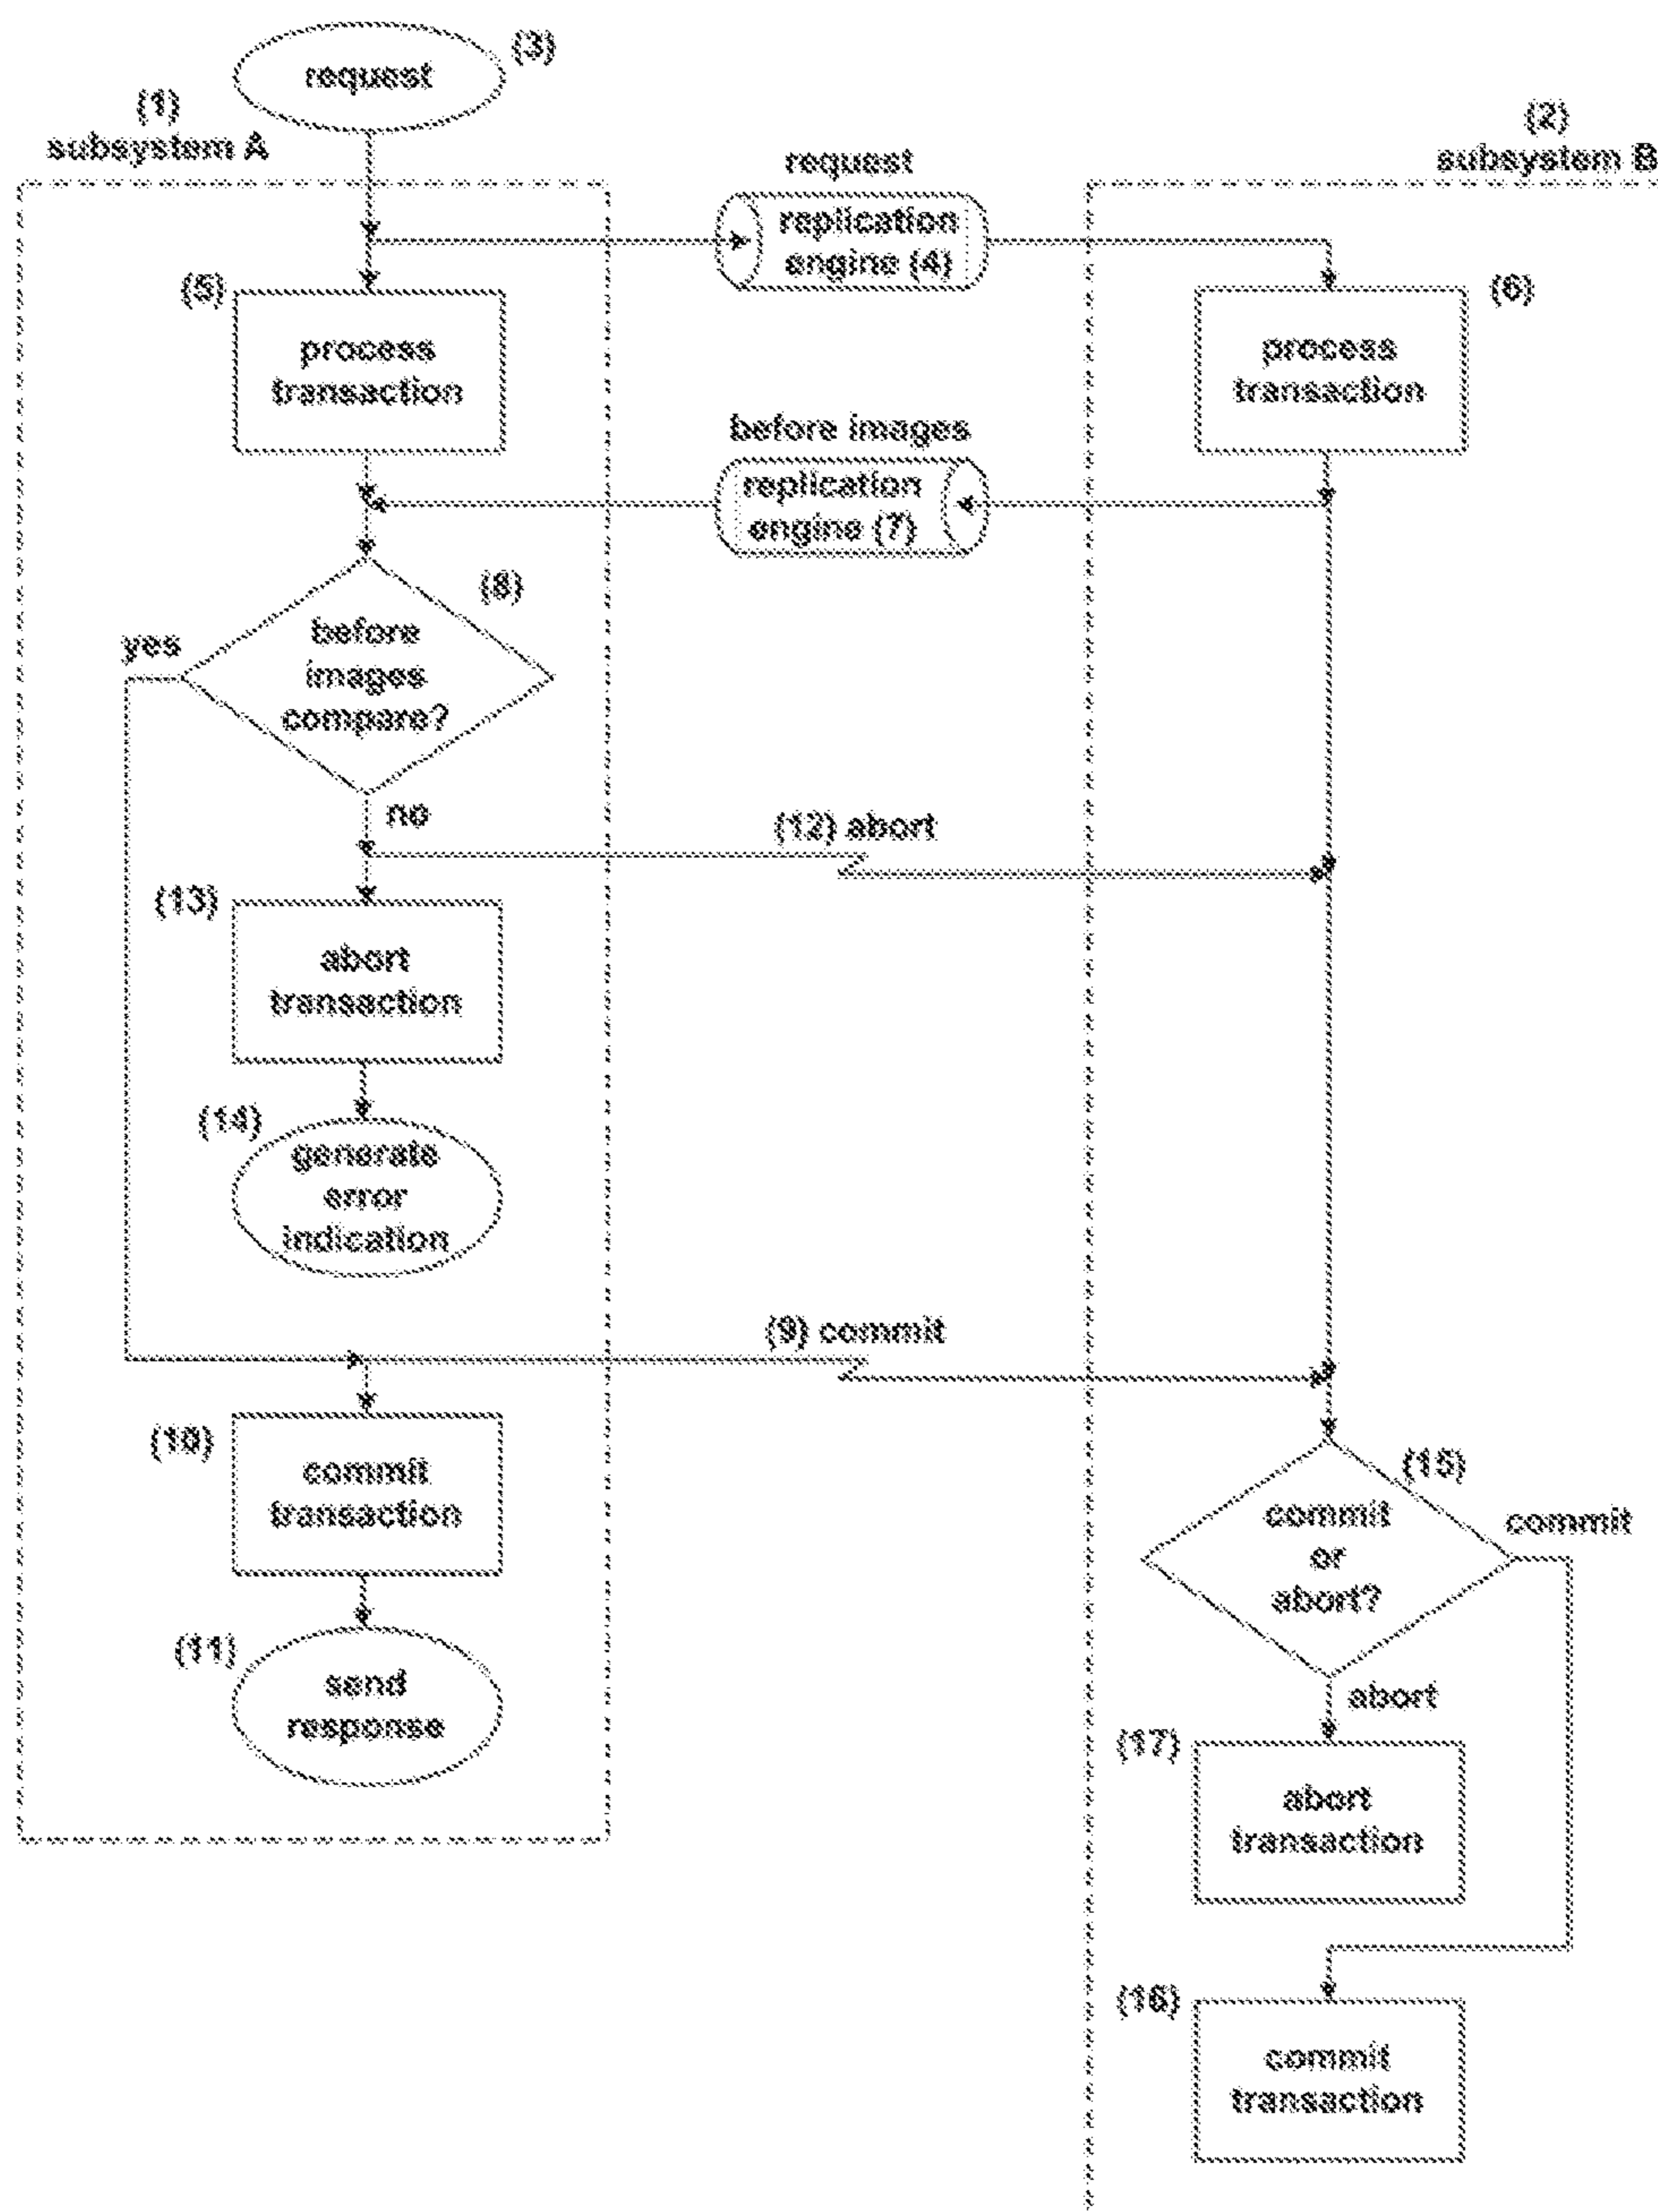 request
(3)
(1)
subsystem A
(2)
subsystem B
request
replication
engine (4)
(5)
process
transaction
(6)
process
transaction
before images
replication
engine (7)
(8)
before
images
compare?
yes
no
(12) abort
(13)
abort
transaction
(14)
generate
error
indication
(9) commit
(10)
commit
transaction
(15)
commit
or
abort?
commit
(11)
send
response
abort
(17)
abort
transaction
(16)
commit
transaction